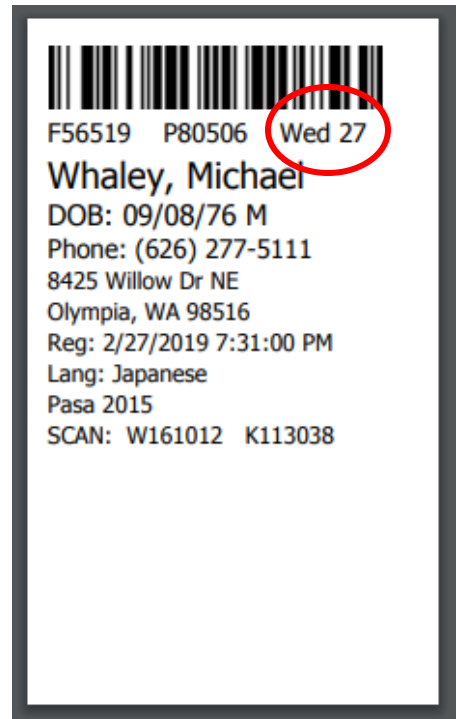 F56519 P80506 Wed 27
Whaley, Michael
DOB: 09/08/76 M
Phone: (626) 277-5111
8425 Willow Dr NE
Olympia, WA 98516
Reg: 2/27/2019 7:31:00 PM
Lang: Japanese
Pasa 2015
SCAN: W161012 K113038